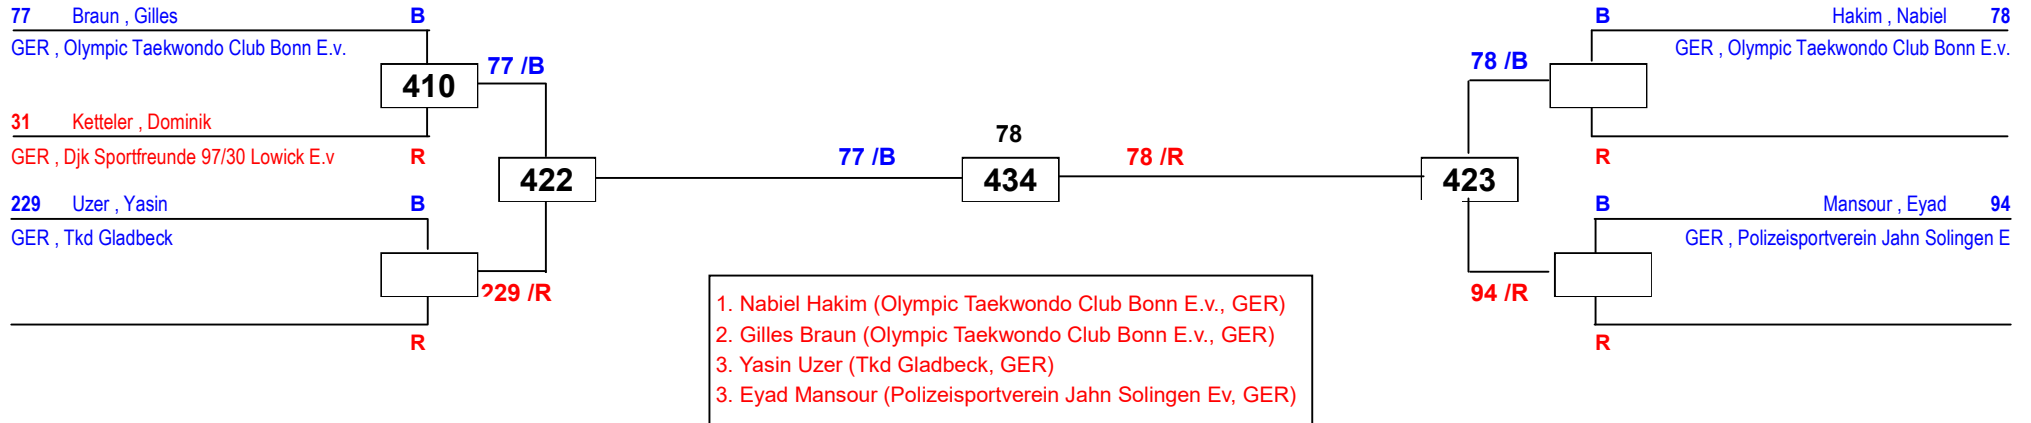 77 Braun , Gilles B
GER , Olympic Taekwondo Club Bonn E.v.
410
77 /B
31 Ketteler , Dominik
GER , Djk Sportfreunde 97/30 Lowick E.v R
422
229 Uzer , Yasin B
GER , Tkd Gladbeck
229 /R
R
77 /B
78
434
78 /R
B Hakim , Nabiel 78
GER , Olympic Taekwondo Club Bonn E.v.
78 /B
R
423
B Mansour , Eyad 94
GER , Polizeisportverein Jahn Solingen E
94 /R
R
1. Nabiel Hakim (Olympic Taekwondo Club Bonn E.v., GER)
2. Gilles Braun (Olympic Taekwondo Club Bonn E.v., GER)
3. Yasin Uzer (Tkd Gladbeck, GER)
3. Eyad Mansour (Polizeisportverein Jahn Solingen Ev, GER)